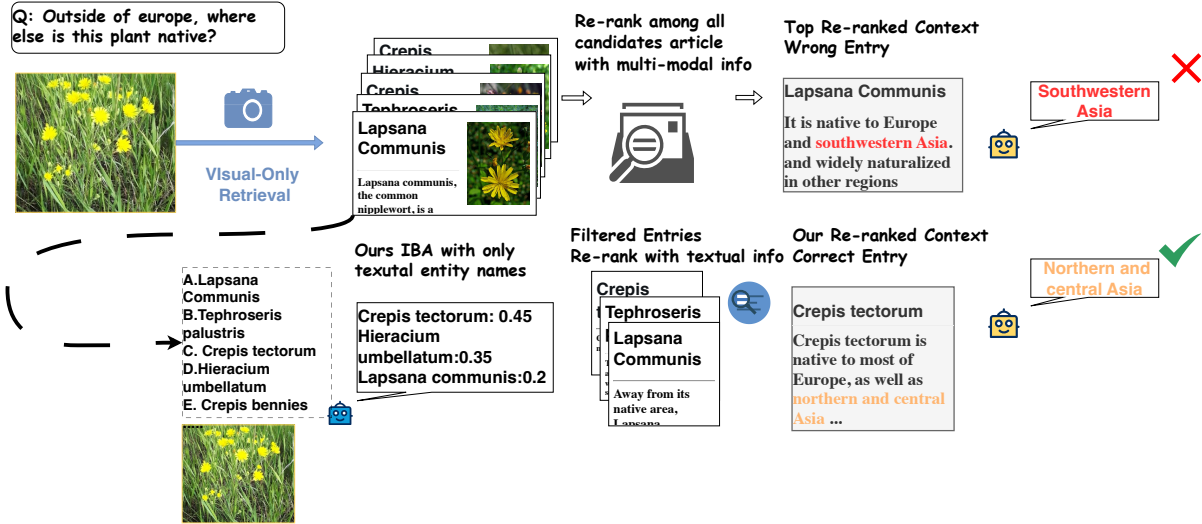 Q: Outside of europe, where
else is this plant native?
VIsual-Only
Retrieval
Crepis
Hieracium
Crepis
Tephroseris
Lapsana
Communis
Lapsana communis,
the common
nipplewort, is a
Re-rank among all
candidates article
with multi-modal info
Top Re-ranked Context
Wrong Entry
Lapsana Communis
It is native to Europe
and southwestern Asia.
and widely naturalized
in other regions
Southwestern
Asia
A.Lapsana
Communis
B.Tephroseris
palustris
C. Crepis tectorum
D.Hieracium
umbellatum
E. Crepis bennies
Ours IBA with only
texutal entity names
Crepis tectorum: 0.45
Hieracium
umbellatum:0.35
Lapsana communis:0.2
Filtered Entries
Re-rank with textual info
Crepis
Tephroseris
Lapsana
Communis
Away from its
native area,
Lapsana
Our Re-ranked Context
Correct Entry
Crepis tectorum
Crepis tectorum is
native to most of
Europe, as well as
northern and central
Asia ...
Northern and
central Asia